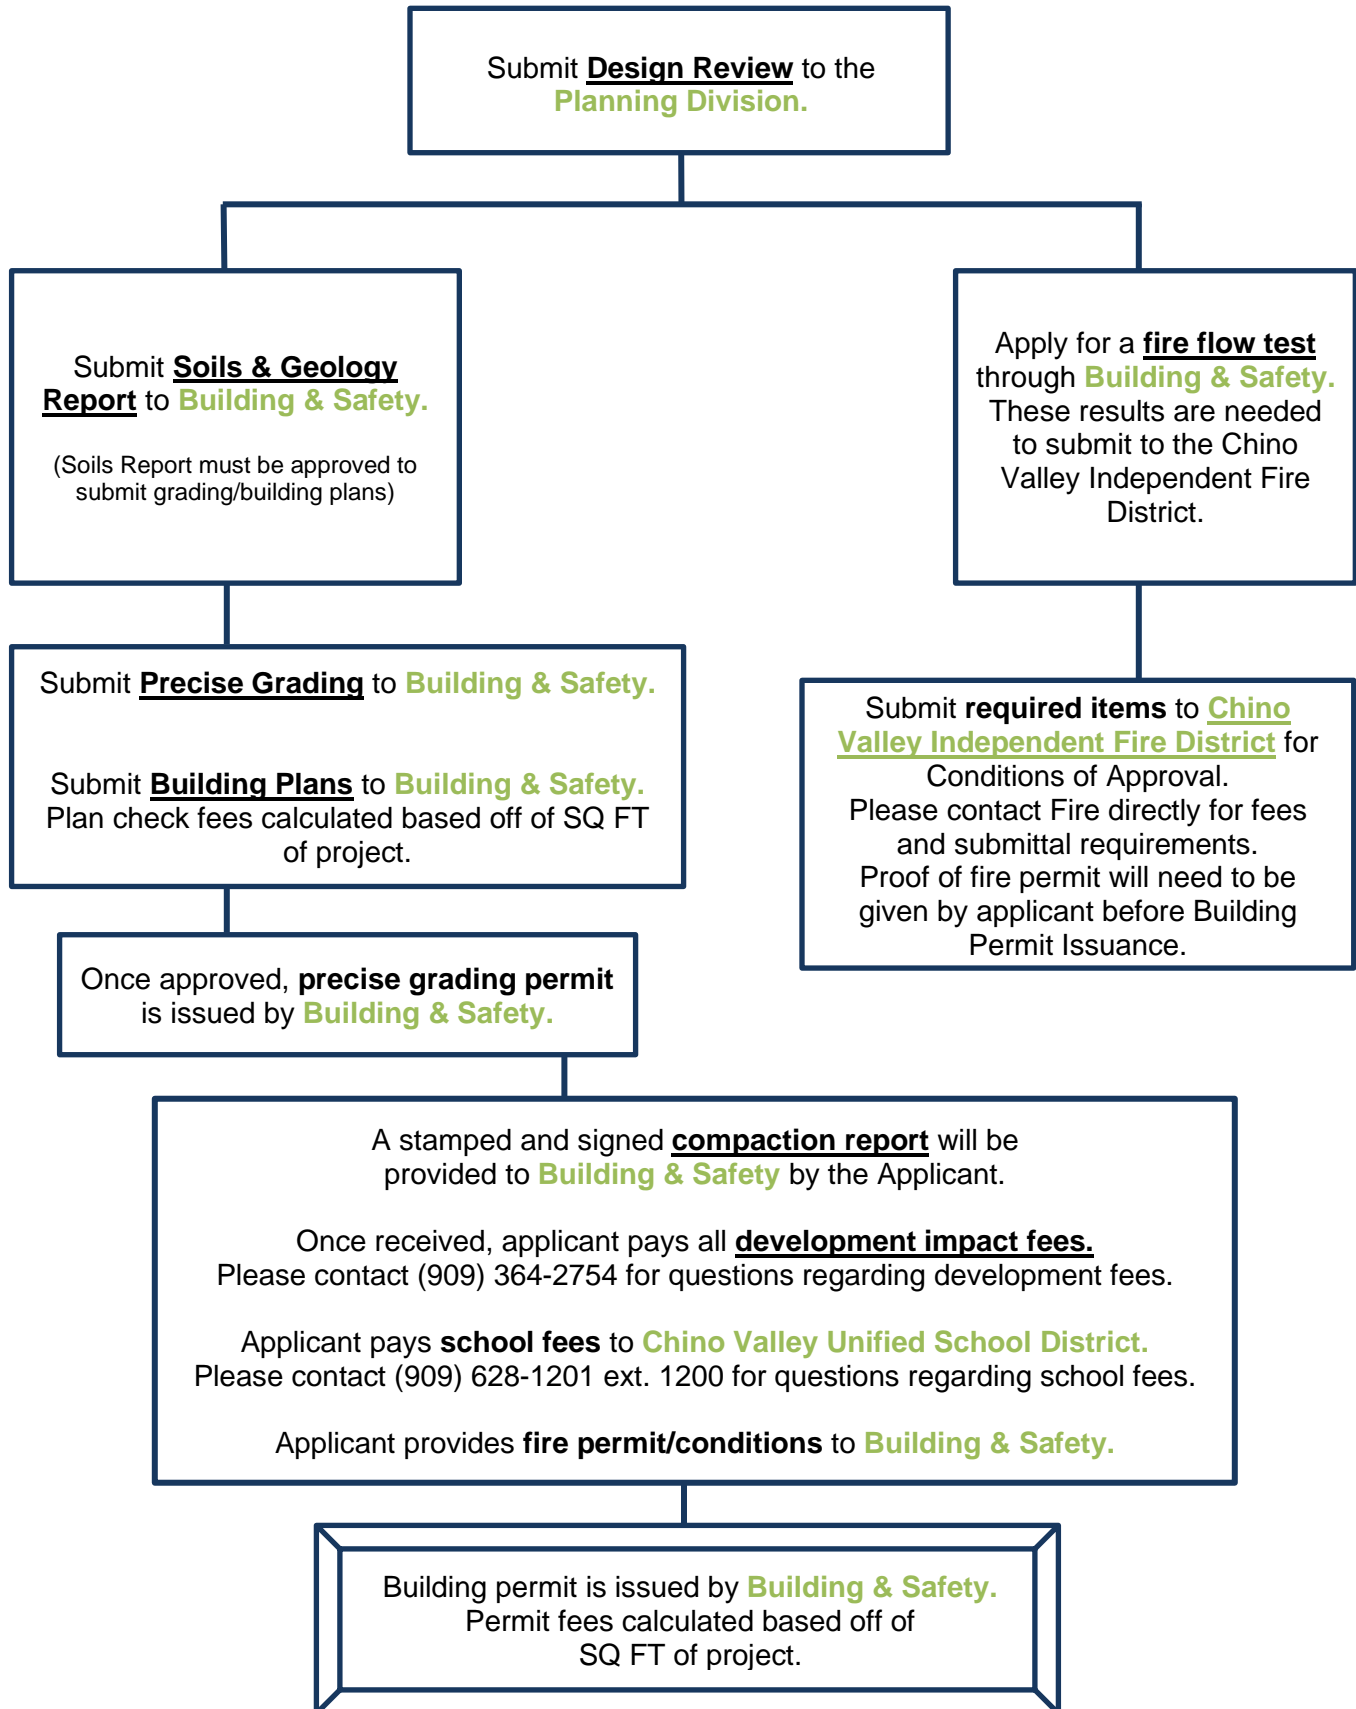 Submit Design Review to the
Planning Division.
Submit Soils & Geology
Report to Building & Safety.
(Soils Report must be approved to
submit grading/building plans)
Apply for a fire flow test
through Building & Safety.
These results are needed
to submit to the Chino
Valley Independent Fire
District.
Submit Precise Grading to Building & Safety.
Submit Building Plans to Building & Safety.
Plan check fees calculated based off of SQ FT
of project.
Submit required items to Chino
Valley Independent Fire District for
Conditions of Approval.
Please contact Fire directly for fees
and submittal requirements.
Proof of fire permit will need to be
given by applicant before Building
Permit Issuance.
Once approved, precise grading permit
is issued by Building & Safety.
A stamped and signed compaction report will be
provided to Building & Safety by the Applicant.
Once received, applicant pays all development impact fees.
Please contact (909) 364-2754 for questions regarding development fees.
Applicant pays school fees to Chino Valley Unified School District.
Please contact (909) 628-1201 ext. 1200 for questions regarding school fees.
Applicant provides fire permit/conditions to Building & Safety.
Building permit is issued by Building & Safety.
Permit fees calculated based off of
SQ FT of project.